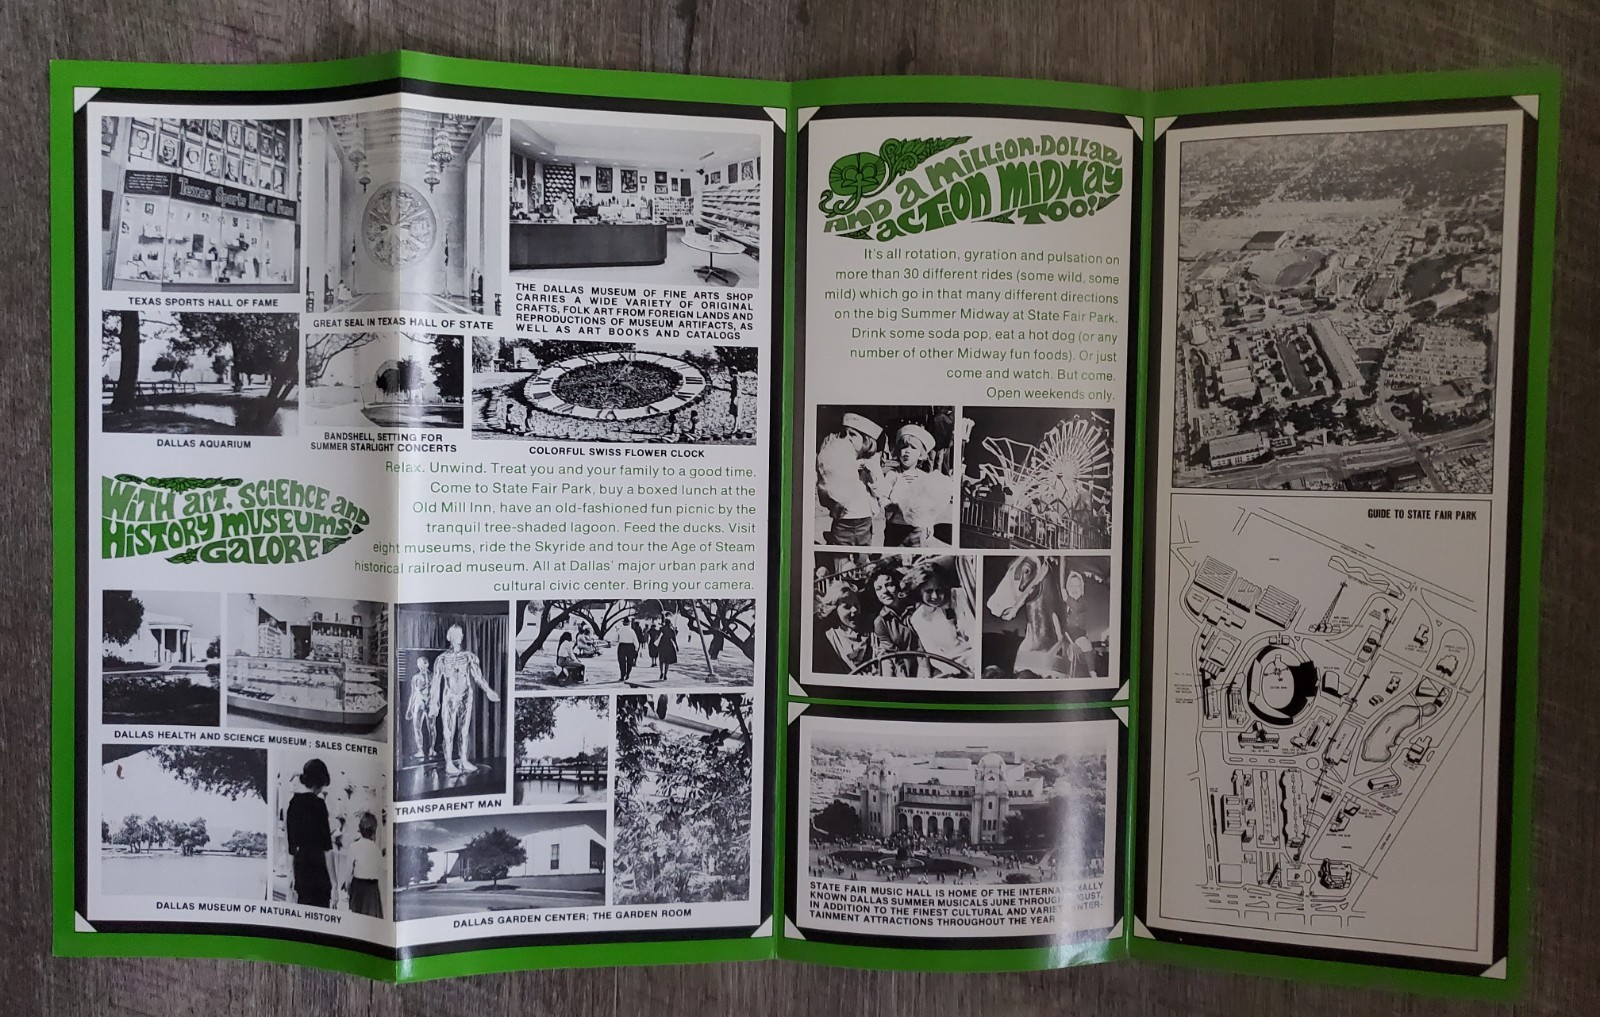 Texas Sports Hall of Fame
TEXAS SPORTS HALL OF FAME
GREAT SEAL IN TEXAS HALL OF STATE
THE DALLAS MUSEUM OF FINE ARTS SHOP
CARRIES A WIDE VARIETY OF ORIGINAL
CRAFTS, FOLK ART FROM FOREIGN LANDS AND
REPRODUCTIONS OF MUSEUM ARTIFACTS, AS
WELL AS ART BOOKS AND CATALOGS
DALLAS AQUARIUM
BANDSHELL, SETTING FOR
SUMMER STARLIGHT CONCERTS
COLORFUL SWISS FLOWER CLOCK
WITH ART, SCIENCE AND
HISTORY MUSEUMS
GALORE
Relax. Unwind. Treat you and your family to a good time.
Come to State Fair Park, buy a boxed lunch at the
Old Mill Inn, have an old-fashioned fun picnic by the
tranquil tree-shaded lagoon. Feed the ducks. Visit
eight museums, ride the Skyride and tour the Age of Steam
historical railroad museum. All at Dallas' major urban park and
cultural civic center. Bring your camera.
DALLAS HEALTH AND SCIENCE MUSEUM; SALES CENTER
TRANSPARENT MAN
DALLAS MUSEUM OF NATURAL HISTORY
DALLAS GARDEN CENTER; THE GARDEN ROOM
AND A MILLION-DOLLAR
ACTION MIDWAY
TOO!
It's all rotation, gyration and pulsation on
more than 30 different rides (some wild, some
mild) which go in that many different directions
on the big Summer Midway at State Fair Park.
Drink some soda pop, eat a hot dog (or any
number of other Midway fun foods). Or just
come and watch. But come.
Open weekends only.
STATE FAIR MUSIC HALL
STATE FAIR MUSIC HALL IS HOME OF THE INTERNATIONALLY
KNOWN DALLAS SUMMER MUSICALS JUNE THROUGH AUGUST,
IN ADDITION TO THE FINEST CULTURAL AND VARIETY ENTER-
TAINMENT ATTRACTIONS THROUGHOUT THE YEAR
GUIDE TO STATE FAIR PARK